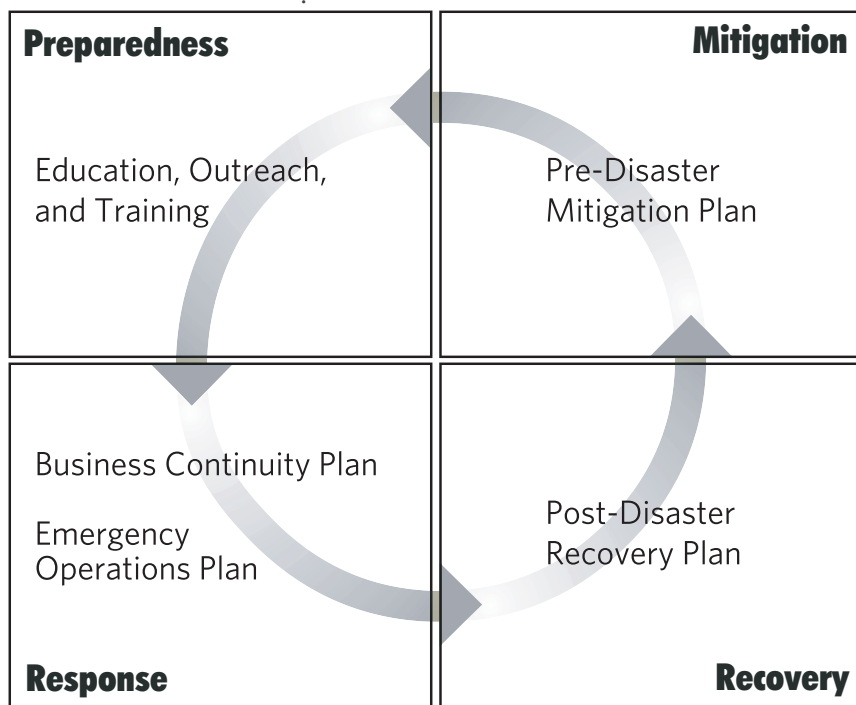 Preparedness
Education, Outreach,
and Training
Mitigation
Pre-Disaster
Mitigation Plan
Business Continuity Plan
Emergency
Operations Plan
Response
Post-Disaster
Recovery Plan
Recovery